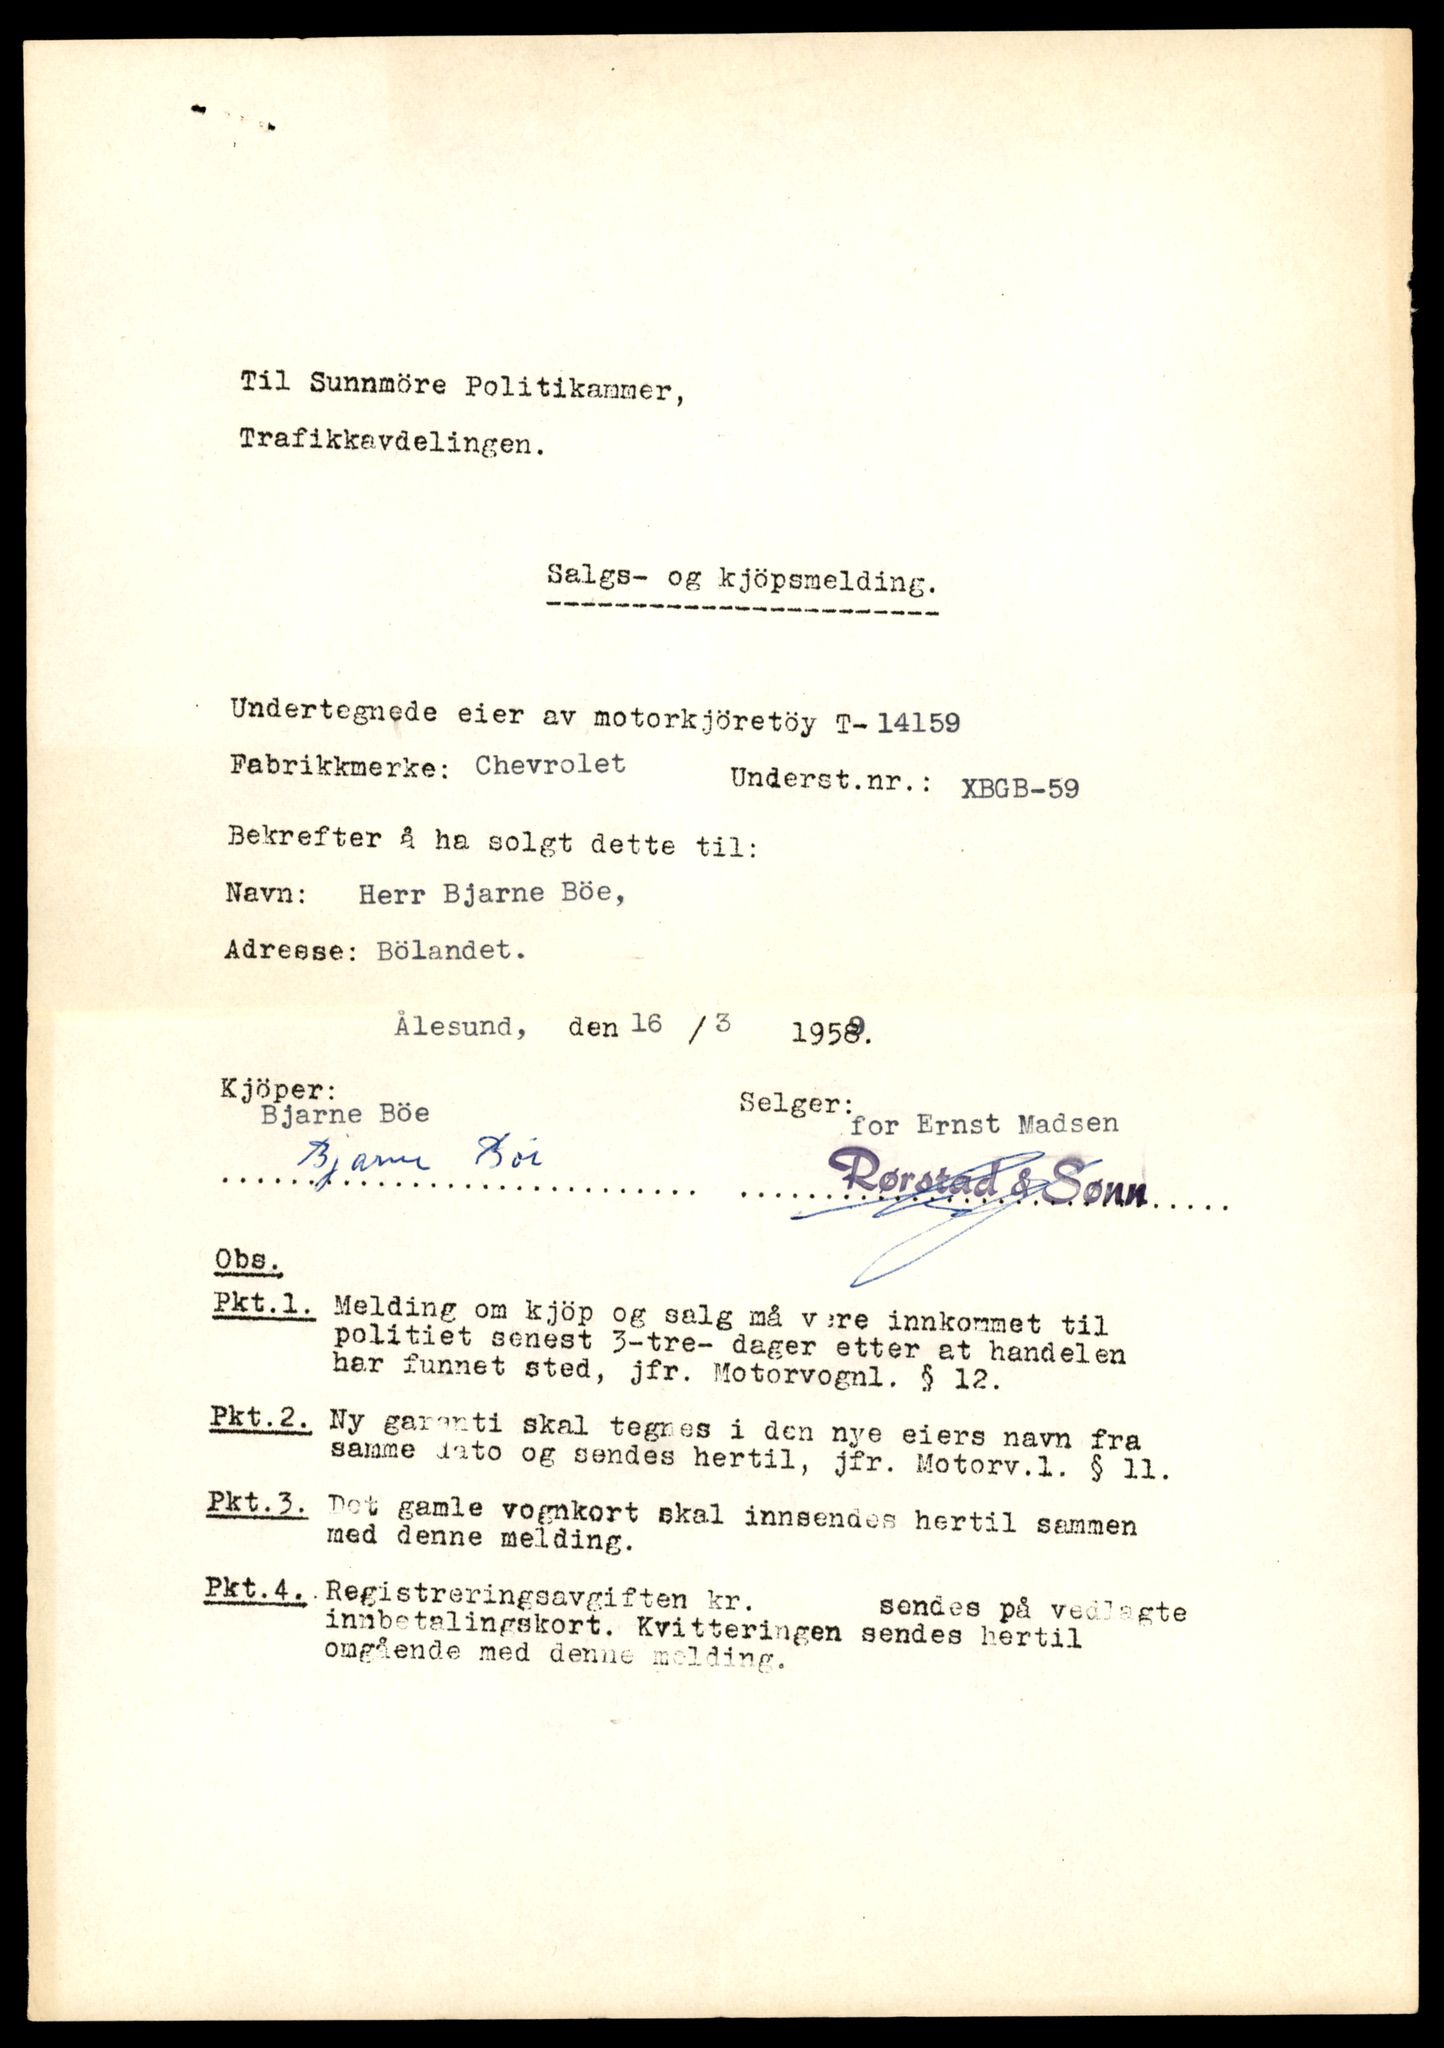 Til Sunnmöre Politikammer,
Trafikkavdelingen.
Salgs- og kjöpsmelding.
Undertegnede eier av motorkjöretöy T-14159
Fabrikkmerke: Chevrolet Underst.nr.: XBGB-59
Bekrefter å ha solgt dette til:
Navn: Herr Bjarne Böe,
Adresse: Bölandet.
Ålesund, den 16 /3 1959.
Kjöper: Selger:
Bjarne Böe for Ernst Madsen
Bjarne Böe Rørstad & Sønn
Obs.
Pkt.1. Melding om kjöp og salg må være innkommet til
politiet senest 3-tre- dager etter at handelen
har funnet sted, jfr. Motorvognl. § 12.
Pkt.2. Ny garanti skal tegnes i den nye eiers navn fra
samme dato og sendes hertil, jfr. Motorv.l. § 11.
Pkt.3. Det gamle vognkort skal innsendes hertil sammen
med denne melding.
Pkt.4. Registreringsavgiften kr. sendes på vedlagte
innbetalingskort. Kvitteringen sendes hertil
omgående med denne melding.